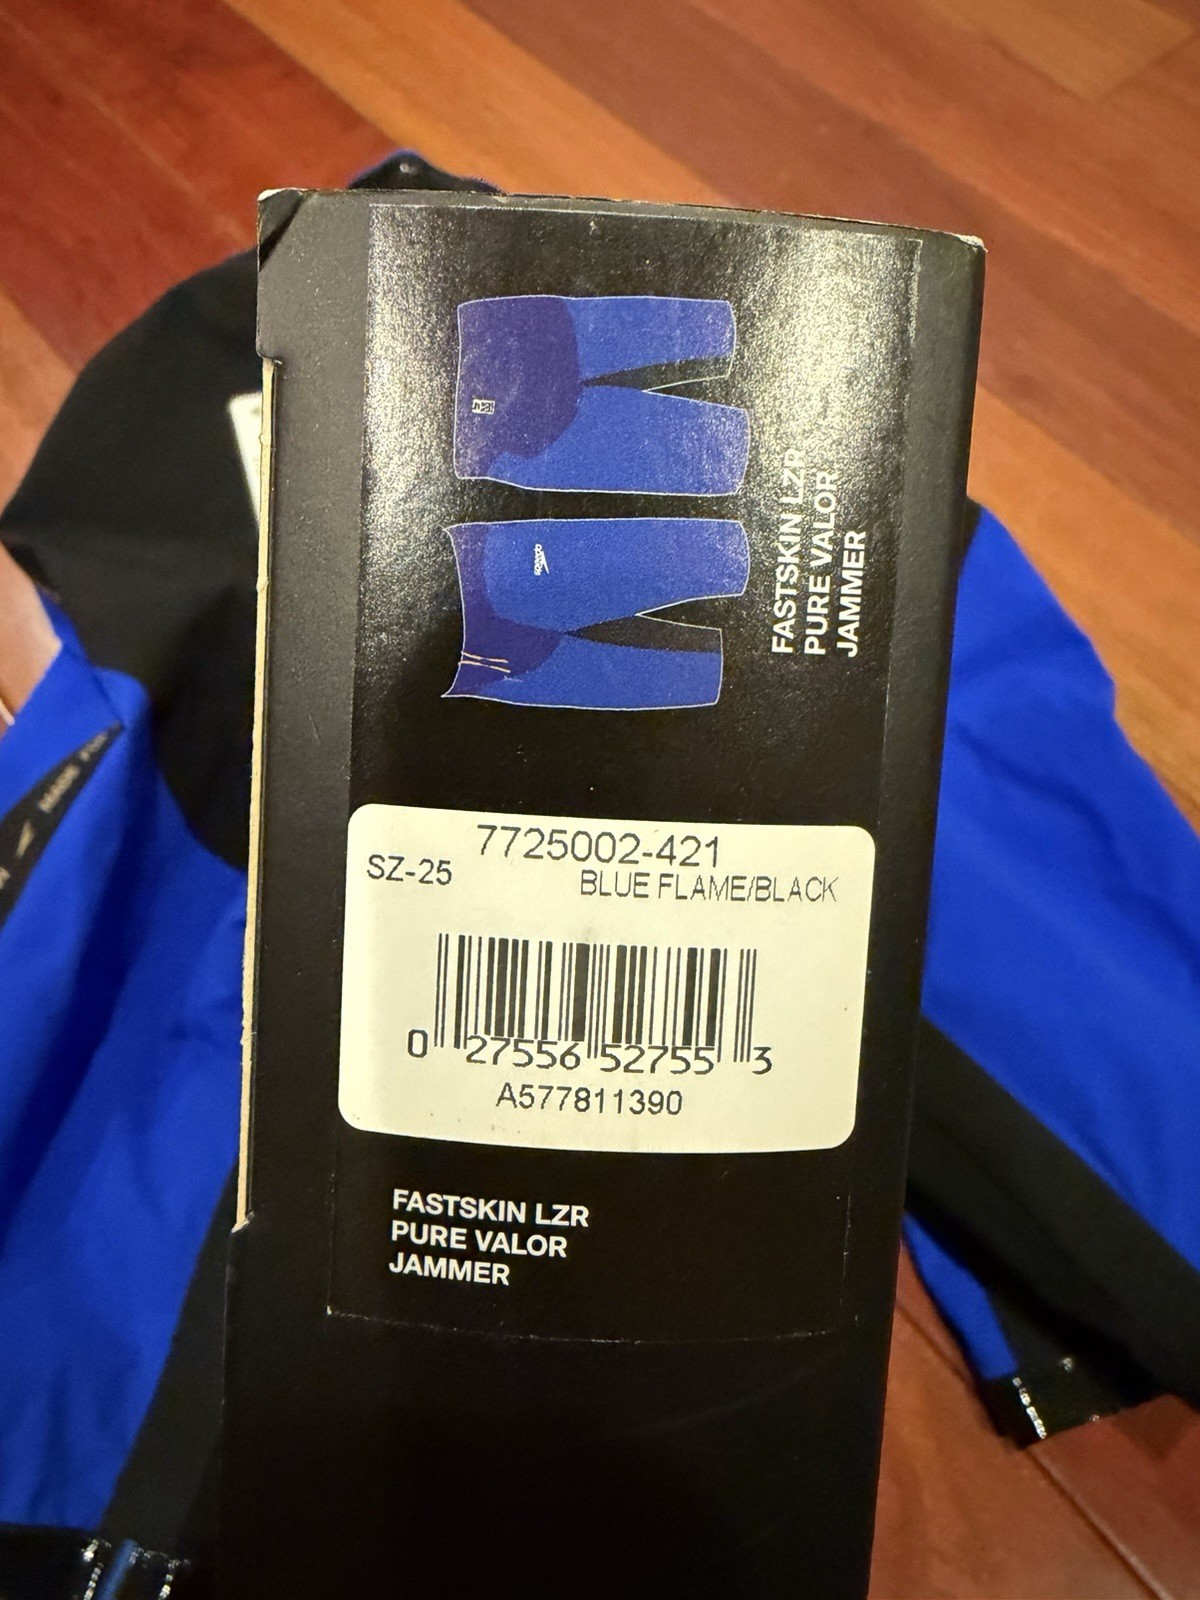 speedo
FASTSKIN LZR
PURE VALOR
JAMMER
7725002-421
SZ-25
BLUE FLAME/BLACK
0 27556 52755 3
A577811390
FASTSKIN LZR
PURE VALOR
JAMMER